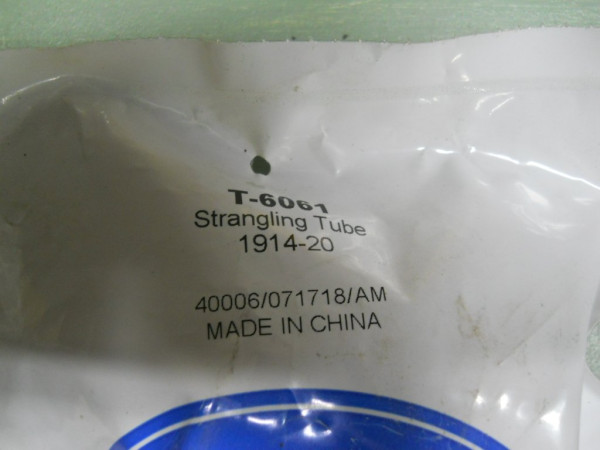 T-6061
Strangling Tube
1914-20
40006/071718/AM
MADE IN CHINA